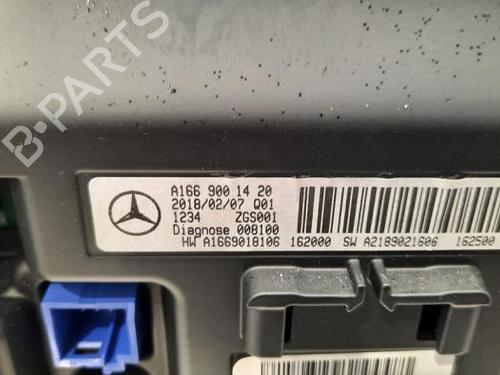 A166 900 14 20
2018/02/07 Q01
1234 ZGS001
Diagnose 008100
HW A1669018106 162000 SW A2189021606 162500
B-PARTS